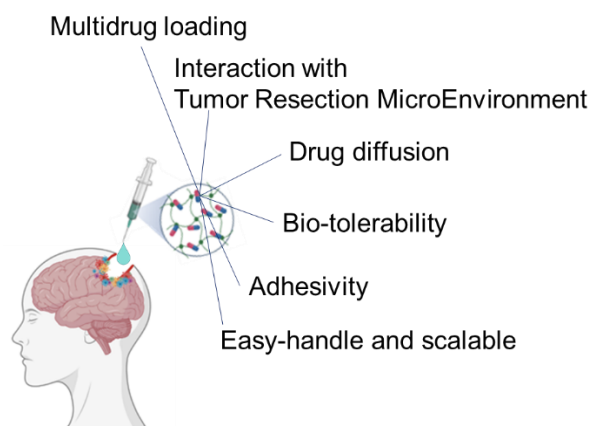 Multidrug loading
Interaction with
Tumor Resection MicroEnvironment
Drug diffusion
Bio-tolerability
Adhesivity
Easy-handle and scalable